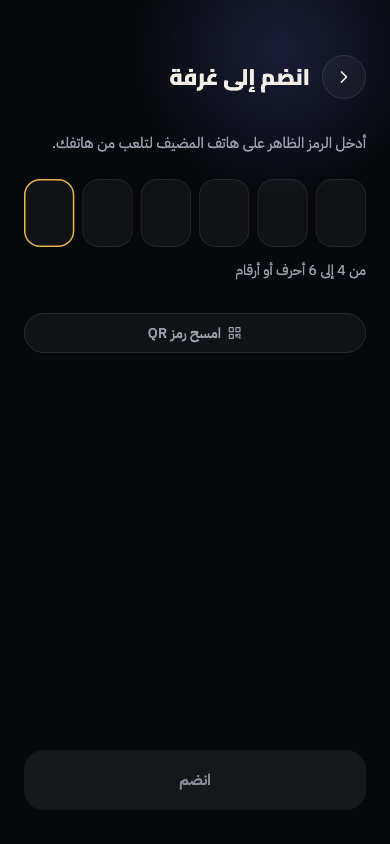 انضم إلى غرفة
أدخل الرمز الظاهر على هاتف المضيف لتلعب من هاتفك.
من 4 إلى 6 أحرف أو أرقام
امسح رمز QR
انضم